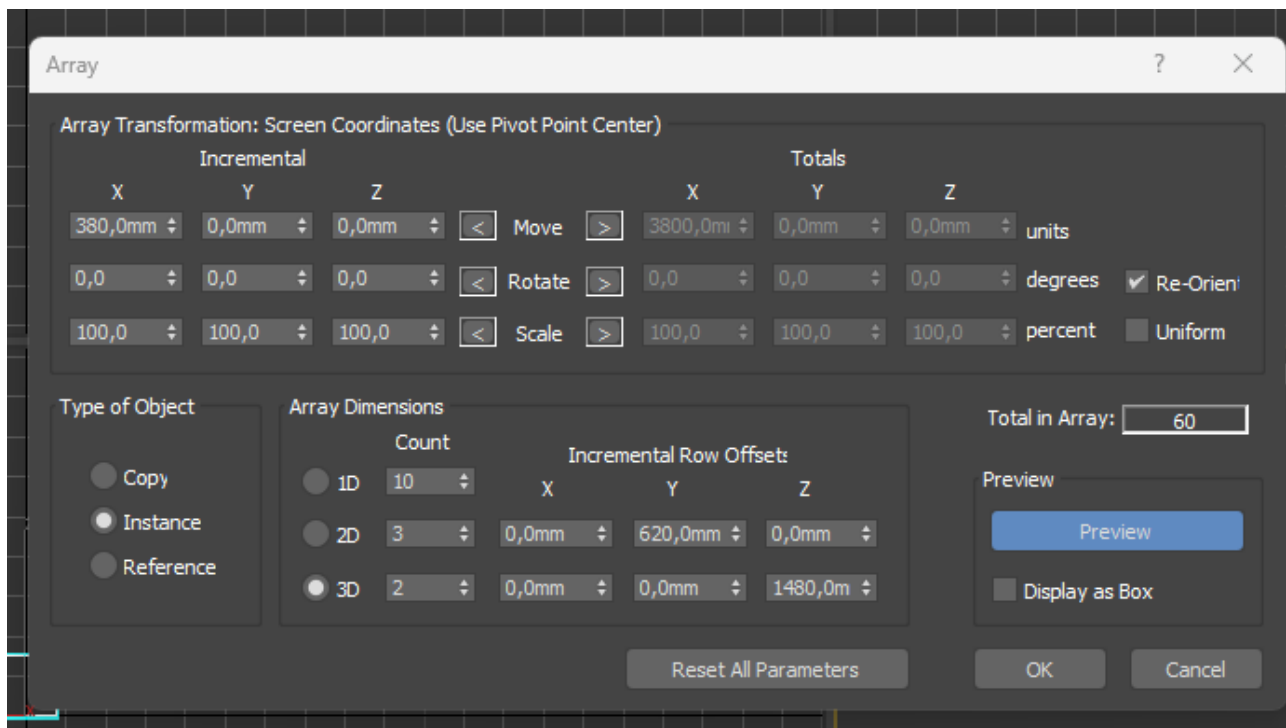 Array ?
Array Transformation: Screen Coordinates (Use Pivot Point Center)
Incremental Totals
X Y Z X Y Z
380,0mm 0,0mm 0,0mm < Move > 3800,0m 0,0mm 0,0mm units
0,0 0,0 0,0 < Rotate > 0,0 0,0 0,0 degrees Re-Orient
100,0 100,0 100,0 < Scale > 100,0 100,0 100,0 percent Uniform
Type of Object
Copy
Instance
Reference
Array Dimensions
Count
Incremental Row Offsets
1D 10 X Y Z
2D 3 0,0mm 620,0mm 0,0mm
3D 2 0,0mm 0,0mm 1480,0m
Total in Array: 60
Preview
Preview
Display as Box
Reset All Parameters OK Cancel